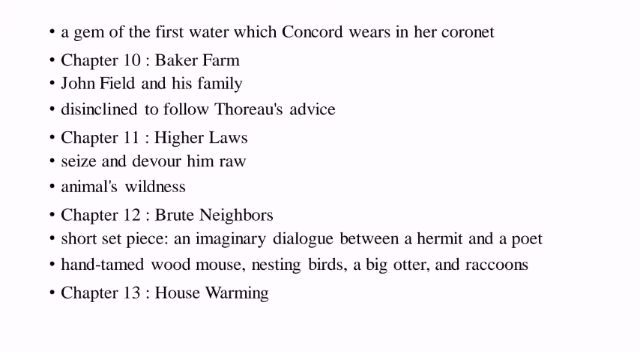 • a gem of the first water which Concord wears in her coronet
• Chapter 10 : Baker Farm
• John Field and his family
• disinclined to follow Thoreau's advice
• Chapter 11 : Higher Laws
• seize and devour him raw
• animal's wildness
• Chapter 12 : Brute Neighbors
• short set piece: an imaginary dialogue between a hermit and a poet
• hand-tamed wood mouse, nesting birds, a big otter, and raccoons
• Chapter 13 : House Warming